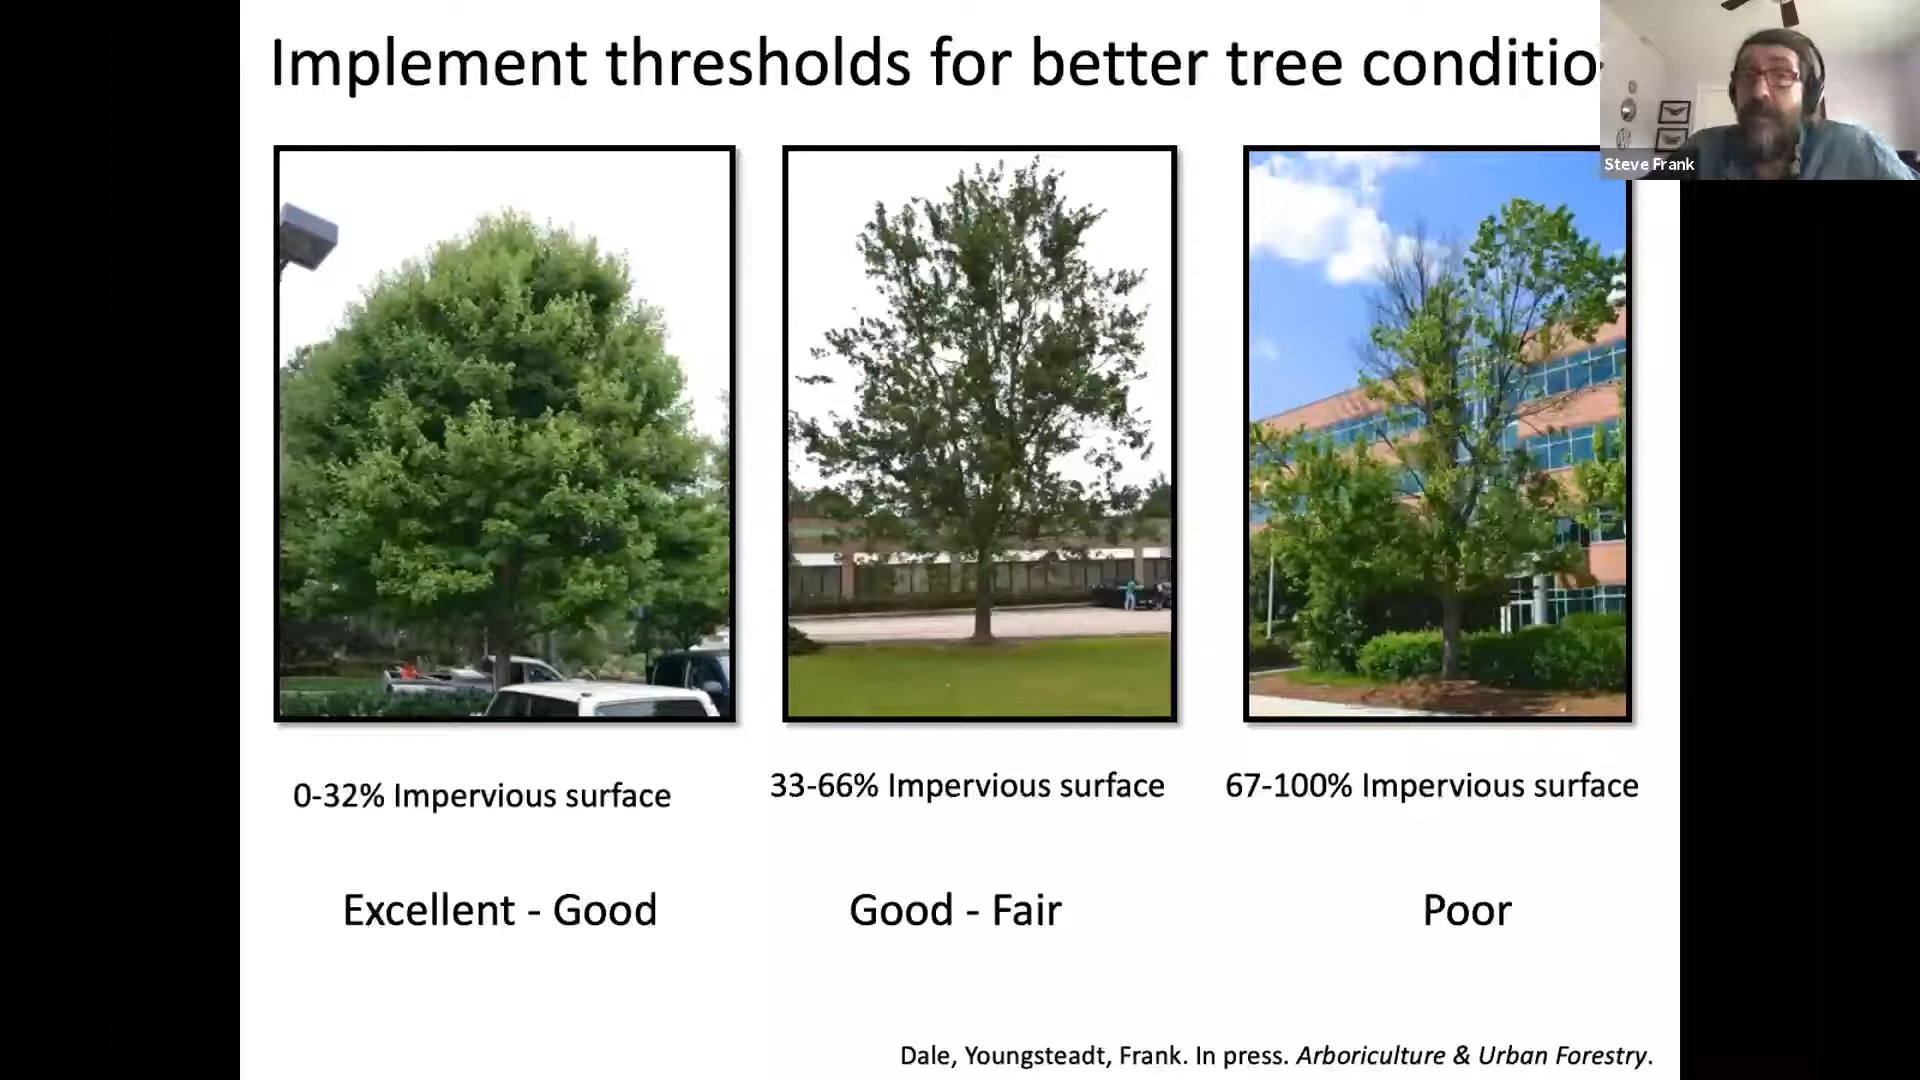 Implement thresholds for better tree conditio
Steve Frank
0-32% Impervious surface
33-66% Impervious surface
67-100% Impervious surface
Excellent - Good
Good - Fair
Poor
Dale, Youngsteadt, Frank. In press. Arboriculture & Urban Forestry.